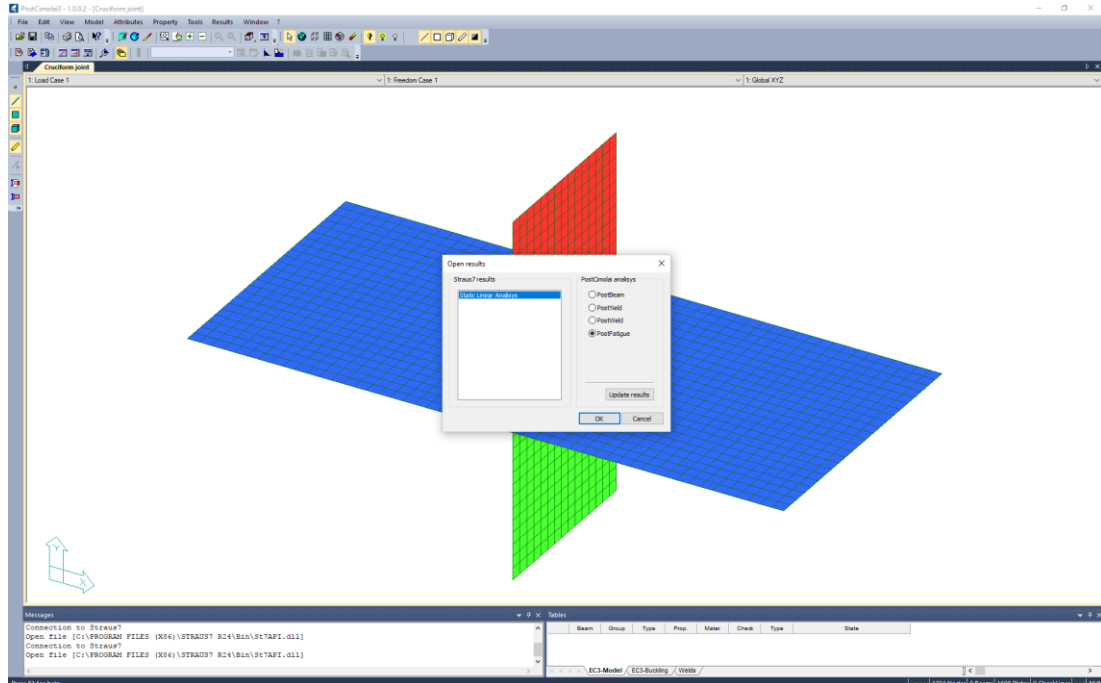 PostCimolai3 - 1.0.0.2 - [Cruciform joint]
File Edit View Model Attributes Property Tools Results Window ?
Cruciform joint
1: Load Case 1
1: Freedom Case 1
1: Global XYZ
Open results
Straus7 results
Static Linear Analisys
PostCimolai analisys
PostBeam
PostYield
PostWeld
PostFatigue
Update results
OK
Cancel
Y
X
Messages
Connection to Straus7
Open file [C:\PROGRAM FILES (X86)\STRAUS7 R24\Bin\St7API.dll]
Connection to Straus7
Open file [C:\PROGRAM FILES (X86)\STRAUS7 R24\Bin\St7API.dll]
Tables
Beam Group Type Prop. Mater. Check Type State
EC3-Model EC3-Buckling Welds